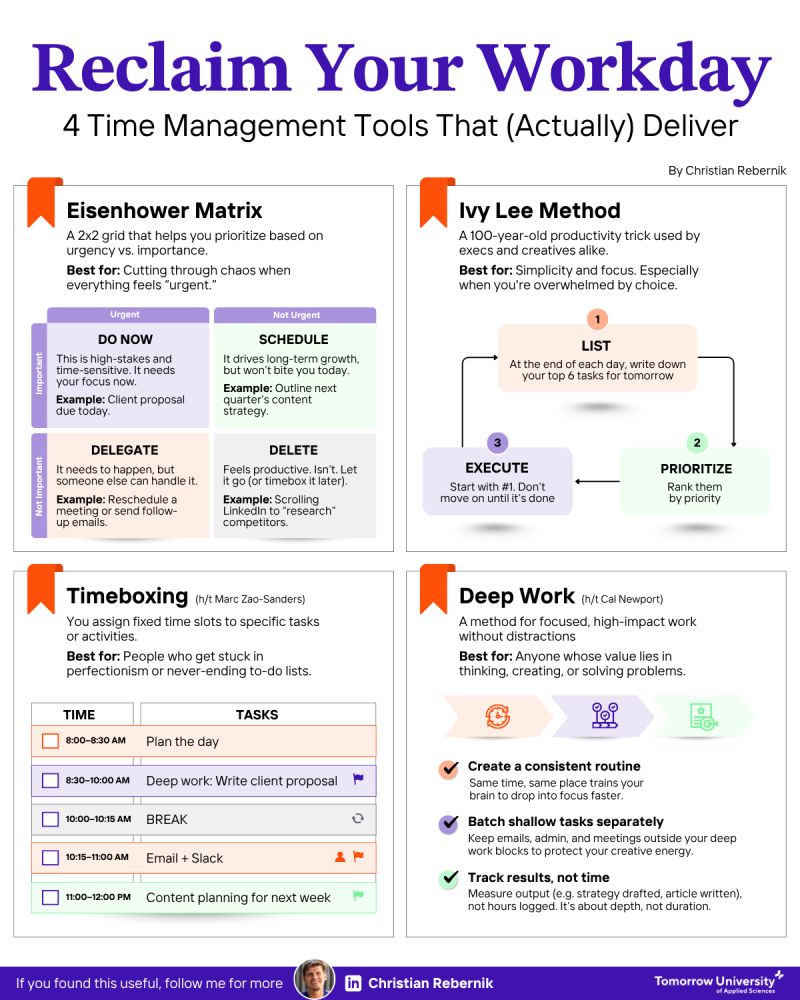 Reclaim Your Workday
4 Time Management Tools That (Actually) Deliver
By Christian Rebernik
Eisenhower Matrix
A 2x2 grid that helps you prioritize based on
urgency vs. importance.
Best for: Cutting through chaos when
everything feels “urgent.”
Urgent
Not Urgent
Important
DO NOW
This is high-stakes and
time-sensitive. It needs
your focus now.
Example: Client proposal
due today.
SCHEDULE
It drives long-term growth,
but won’t bite you today.
Example: Outline next
quarter’s content
strategy.
Not Important
DELEGATE
It needs to happen, but
someone else can handle it.
Example: Reschedule a
meeting or send follow-
up emails.
DELETE
Feels productive. Isn’t. Let
it go (or timebox it later).
Example: Scrolling
LinkedIn to “research”
competitors.
Ivy Lee Method
A 100-year-old productivity trick used by
execs and creatives alike.
Best for: Simplicity and focus. Especially
when you’re overwhelmed by choice.
1
LIST
At the end of each day, write down
your top 6 tasks for tomorrow
2
PRIORITIZE
Rank them
by priority
3
EXECUTE
Start with #1. Don’t
move on until it’s done
Timeboxing (h/t Marc Zao-Sanders)
You assign fixed time slots to specific tasks
or activities.
Best for: People who get stuck in
perfectionism or never-ending to-do lists.
TIME TASKS
8:00–8:30 AM Plan the day
8:30–10:00 AM Deep work: Write client proposal
10:00–10:15 AM BREAK
10:15–11:00 AM Email + Slack
11:00–12:00 PM Content planning for next week
Deep Work (h/t Cal Newport)
A method for focused, high-impact work
without distractions
Best for: Anyone whose value lies in
thinking, creating, or solving problems.
Create a consistent routine
Same time, same place trains your
brain to drop into focus faster.
Batch shallow tasks separately
Keep emails, admin, and meetings outside your deep
work blocks to protect your creative energy.
Track results, not time
Measure output (e.g. strategy drafted, article written),
not hours logged. It’s about depth, not duration.
If you found this useful, follow me for more
in Christian Rebernik
Tomorrow University
of Applied Sciences